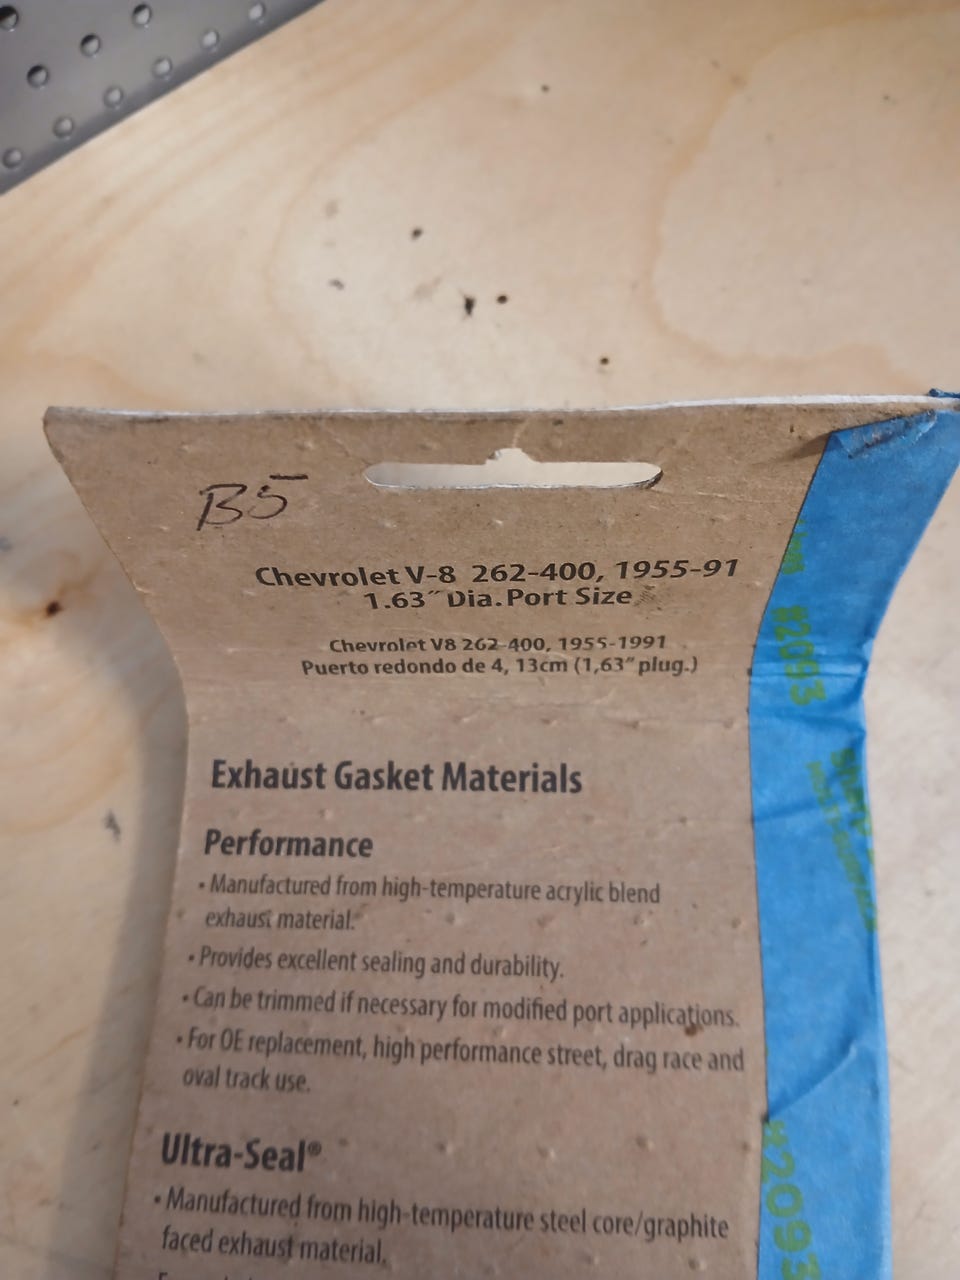 B5
Chevrolet V-8 262-400, 1955-91
1.63″ Dia. Port Size
Chevrolet V8 262-400, 1955-1991
Puerto redondo de 4, 13cm (1,63″ plug.)
Exhaust Gasket Materials
Performance
• Manufactured from high-temperature acrylic blend
exhaust material.
• Provides excellent sealing and durability.
• Can be trimmed if necessary for modified port applications.
• For OE replacement, high performance street, drag race and
oval track use.
Ultra-Seal®
• Manufactured from high-temperature steel core/graphite
faced exhaust material.
#2093
#2093